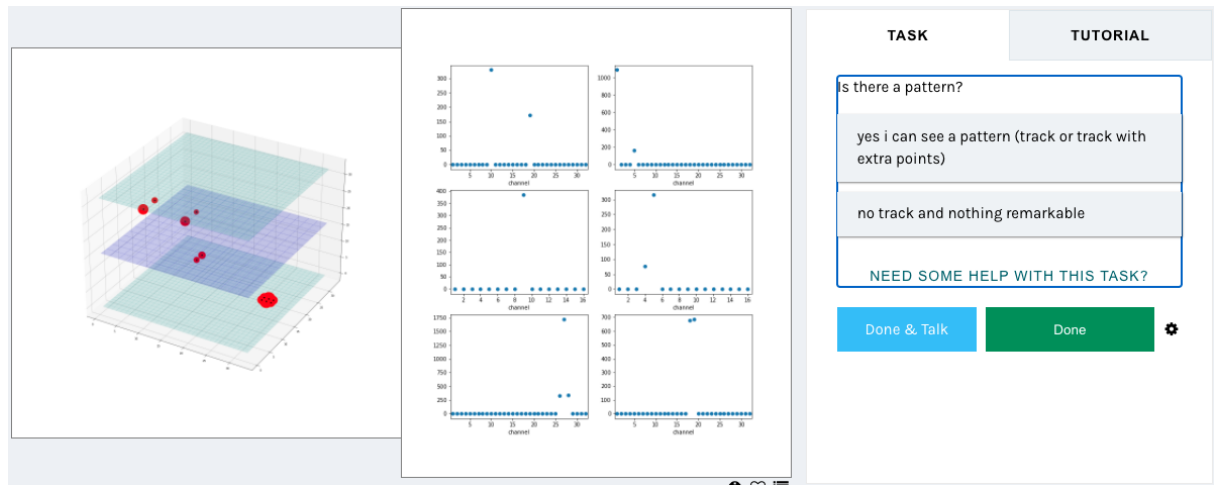 TASK
TUTORIAL
Is there a pattern?
yes i can see a pattern (track or track with
extra points)
no track and nothing remarkable
NEED SOME HELP WITH THIS TASK?
Done & Talk
Done
300
250
200
150
100
50
0
5 10 15 20 25 30
channel
1000
800
600
400
200
0
5 10 15 20 25 30
channel
400
350
300
250
200
150
100
50
0
2 4 6 8 10 12 14 16
channel
300
250
200
150
100
50
0
2 4 6 8 10 12 14 16
channel
1750
1500
1250
1000
750
500
250
0
5 10 15 20 25 30
channel
700
600
500
400
300
200
100
0
5 10 15 20 25 30
channel